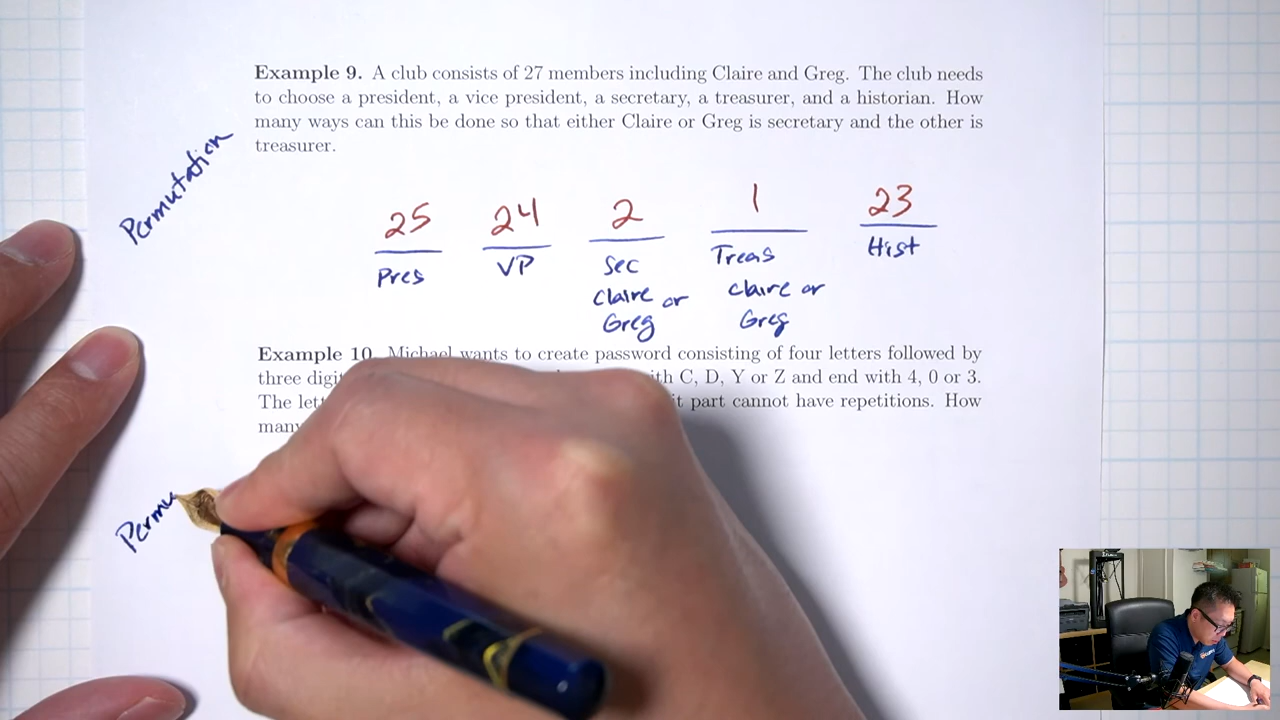 Example 9. A club consists of 27 members including Claire and Greg. The club needs
to choose a president, a vice president, a secretary, a treasurer, and a historian. How
many ways can this be done so that either Claire or Greg is secretary and the other is
treasurer.
Permutation
25 24 2 1 23
Pres VP Sec Treas Hist
Claire or Claire or
Greg Greg
Example 10. Michael wants to create password consisting of four letters followed by
three C, D, Y or Z and end with 4, 0 or 3.
The part cannot have repetitions. How
many
Permu